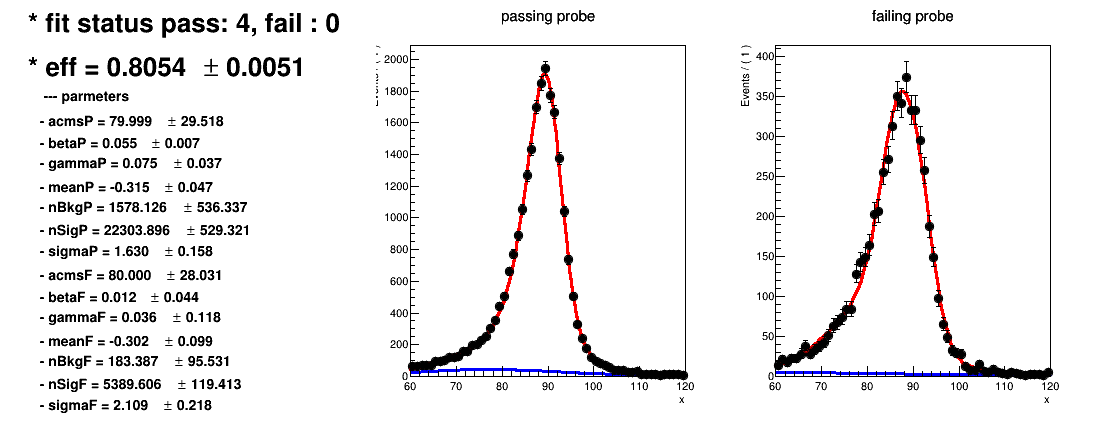 * fit status pass: 4, fail : 0
* eff = 0.8054 ± 0.0051
--- parmeters
- acmsP = 79.999 ± 29.518
- betaP = 0.055 ± 0.007
- gammaP = 0.075 ± 0.037
- meanP = -0.315 ± 0.047
- nBkgP = 1578.126 ± 536.337
- nSigP = 22303.896 ± 529.321
- sigmaP = 1.630 ± 0.158
- acmsF = 80.000 ± 28.031
- betaF = 0.012 ± 0.044
- gammaF = 0.036 ± 0.118
- meanF = -0.302 ± 0.099
- nBkgF = 183.387 ± 95.531
- nSigF = 5389.606 ± 119.413
- sigmaF = 2.109 ± 0.218
passing probe
2000
1800
1600
1400
1200
1000
800
600
400
200
0
60 70 80 90 100 110 120
x
failing probe
Events / ( 1 )
400
350
300
250
200
150
100
50
0
60 70 80 90 100 110 120
x